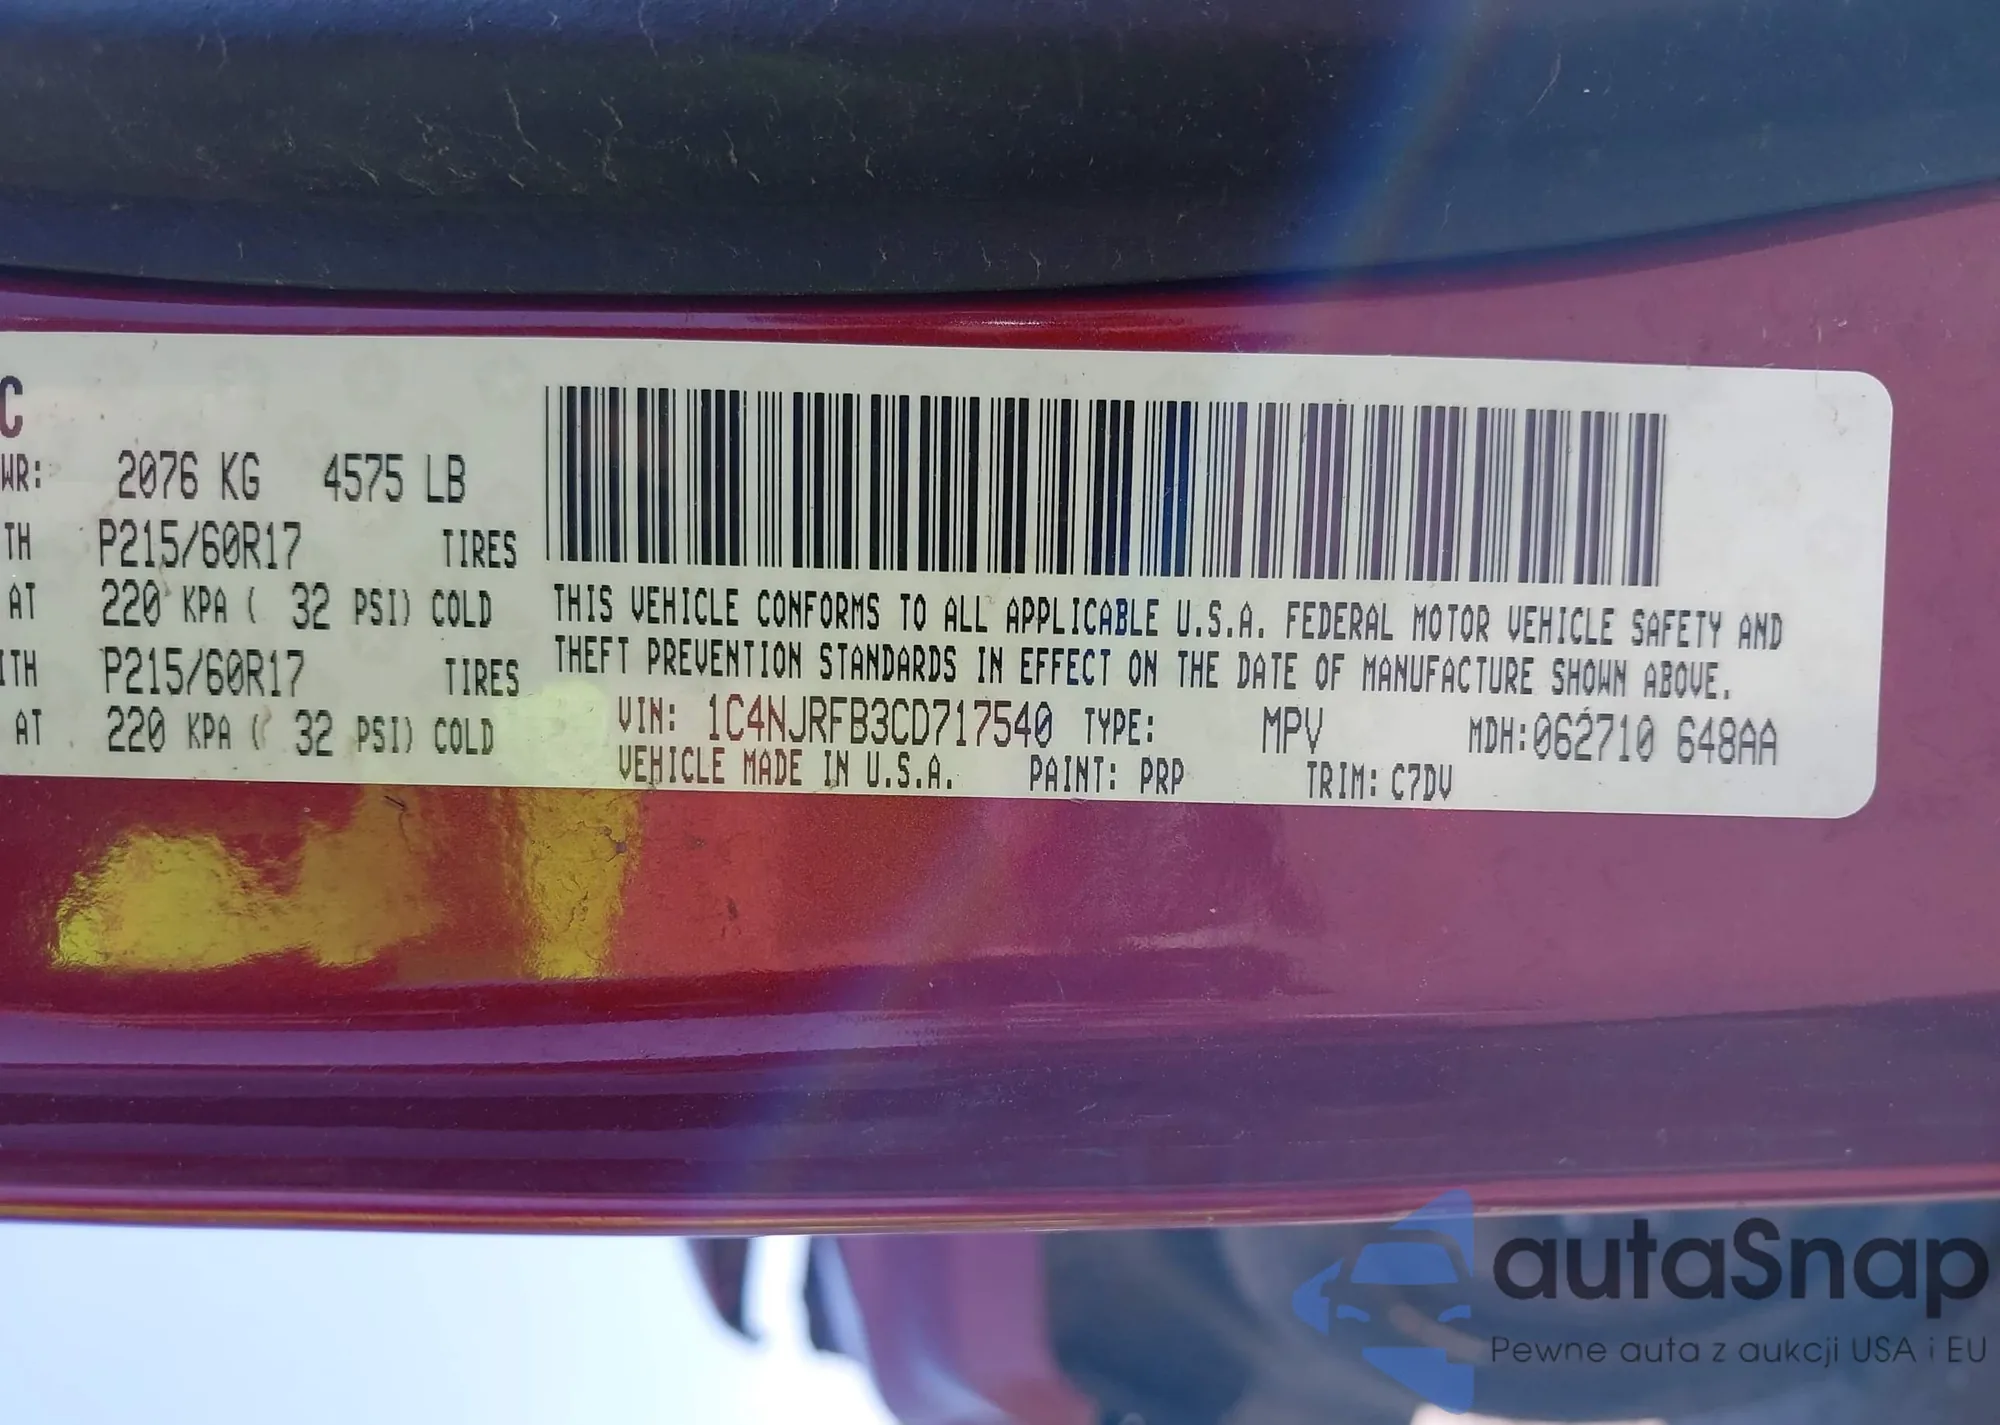 C
WR: 2076 KG 4575 LB
TH P215/60R17 TIRES
AT 220 KPA ( 32 PSI) COLD
ITH P215/60R17 TIRES
AT 220 KPA ( 32 PSI) COLD
THIS VEHICLE CONFORMS TO ALL APPLICABLE U.S.A. FEDERAL MOTOR VEHICLE SAFETY AND
THEFT PREVENTION STANDARDS IN EFFECT ON THE DATE OF MANUFACTURE SHOWN ABOVE.
VIN: 1C4NJRFB3CD717540 TYPE: MPV MDH:062710 648AA
VEHICLE MADE IN U.S.A. PAINT: PRP TRIM: C7DV
autaSnap
Pewne auta z aukcji USA i EU